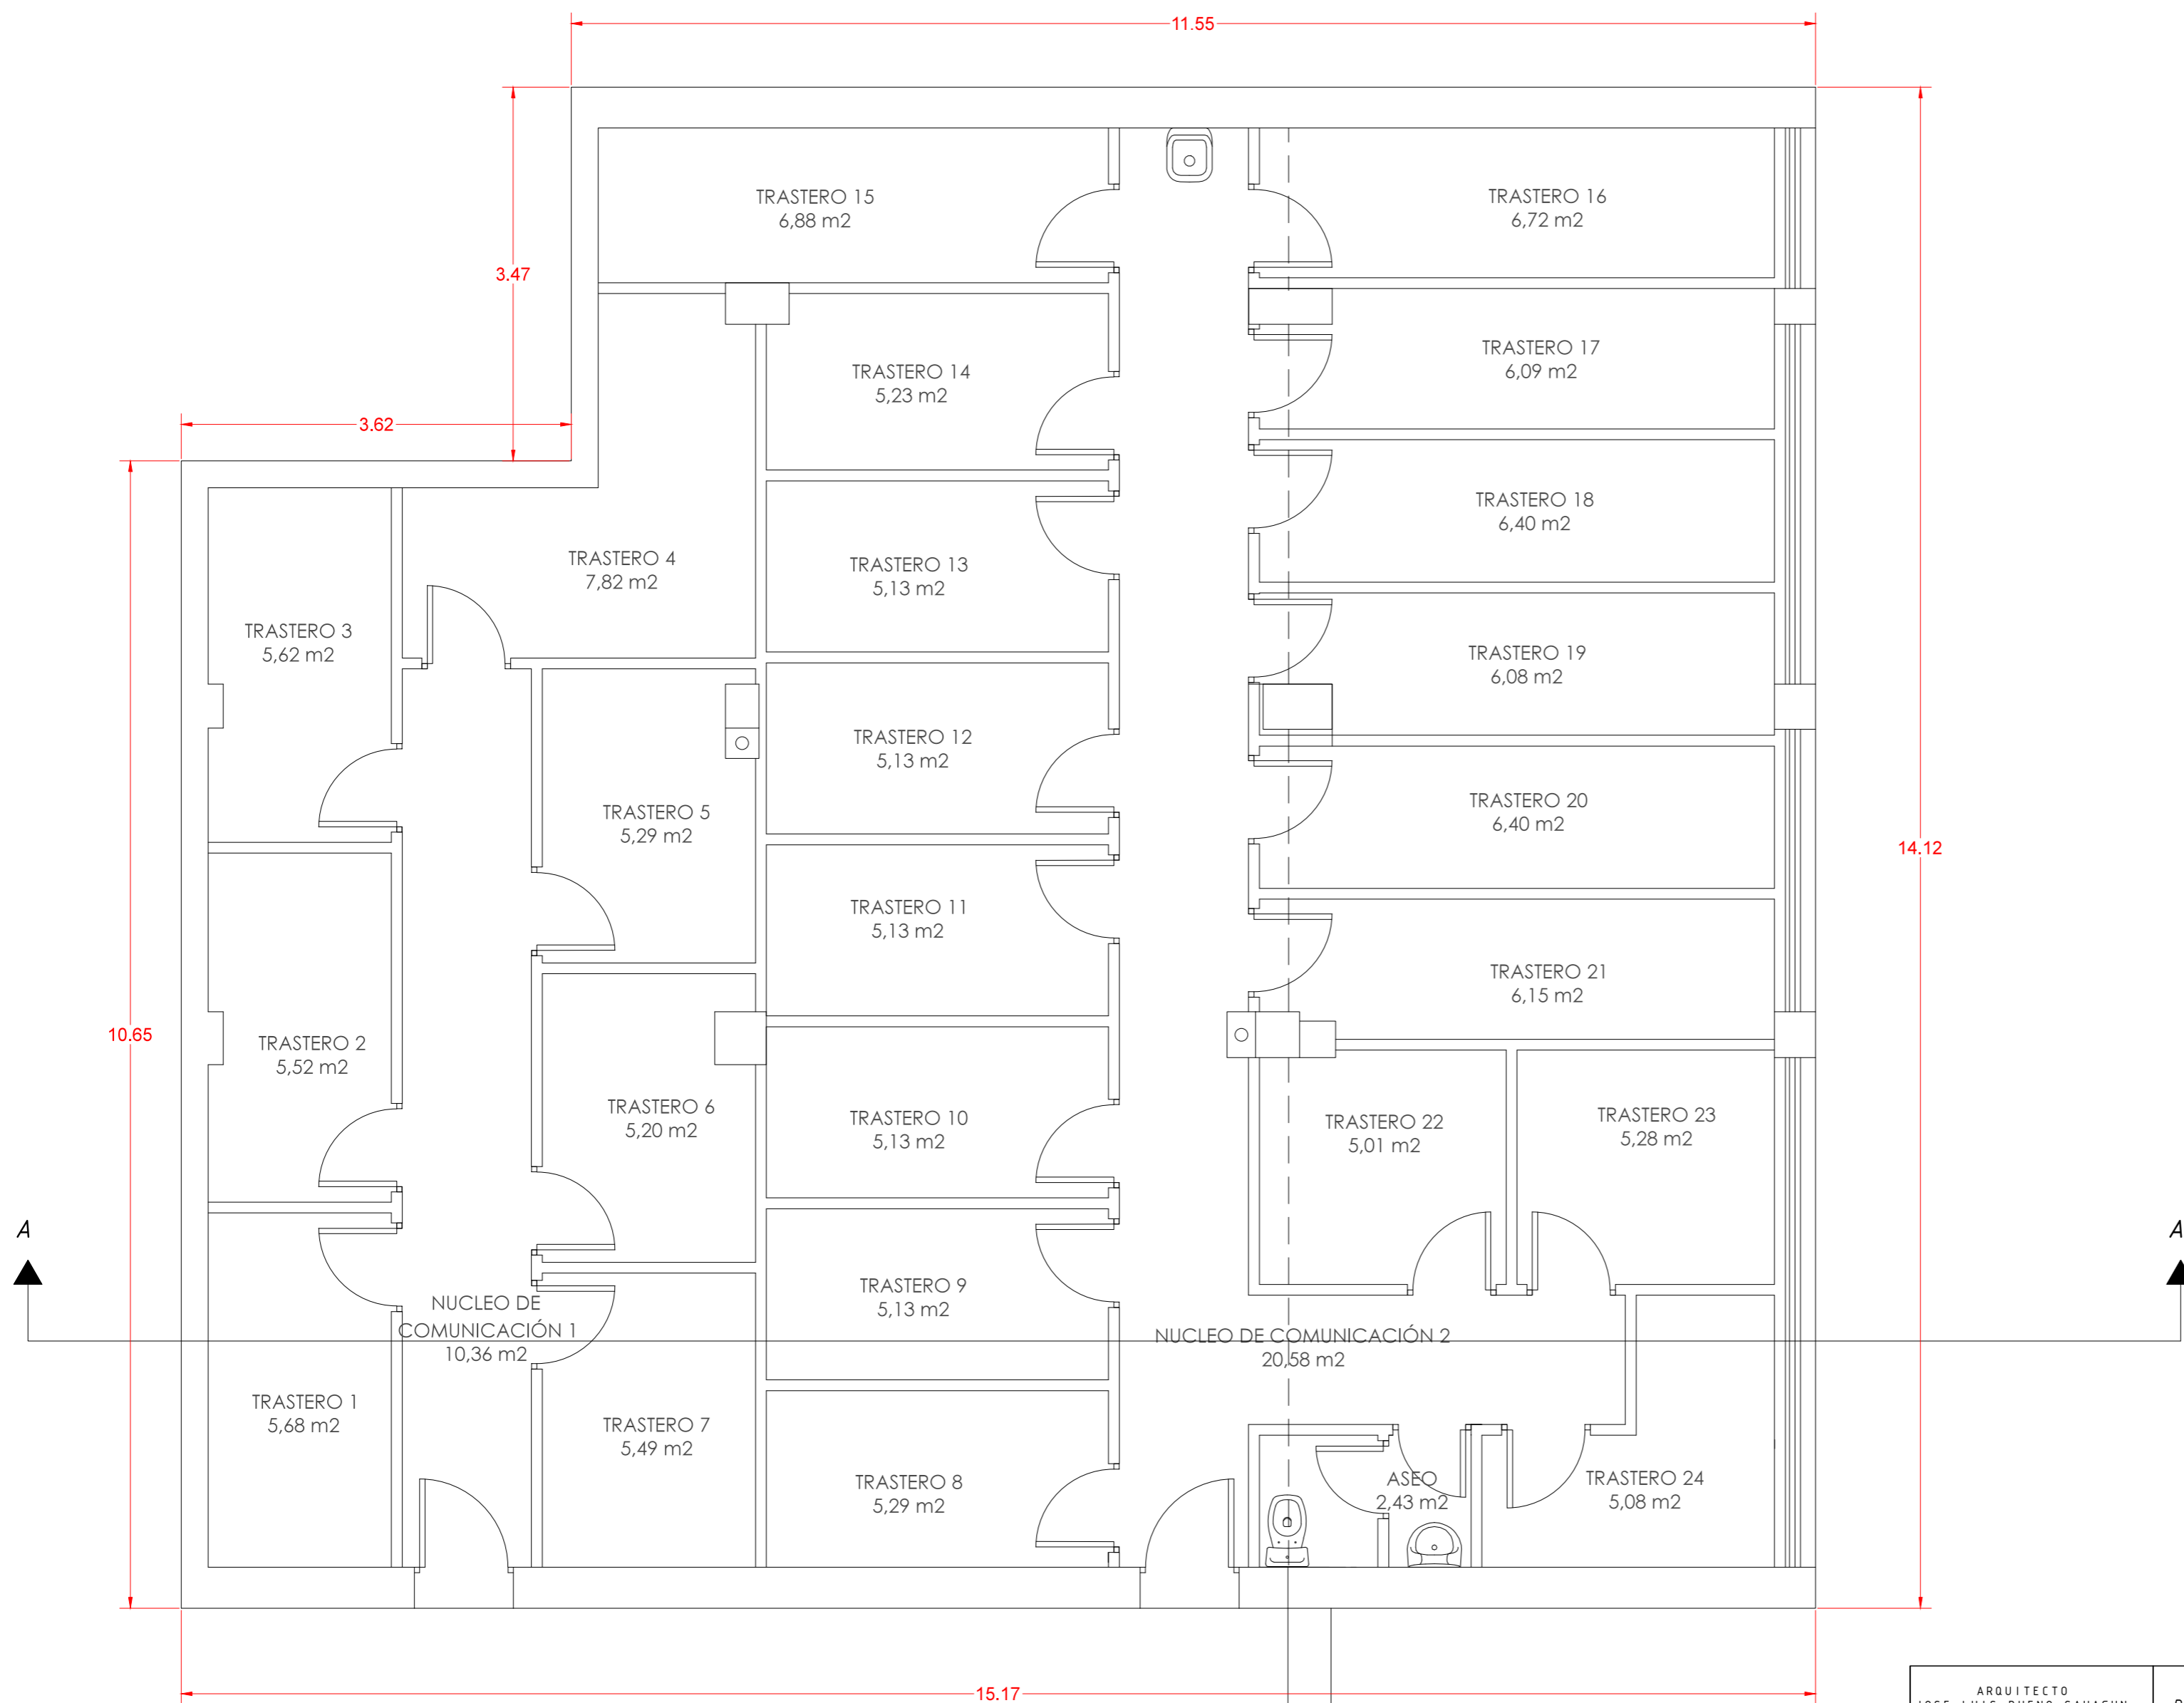 11.55
3.47
TRASTERO 15
6,88 m2
TRASTERO 16
6,72 m2
TRASTERO 14
5,23 m2
TRASTERO 17
6,09 m2
3.62
TRASTERO 18
6,40 m2
TRASTERO 4
7,82 m2
TRASTERO 13
5,13 m2
TRASTERO 3
5,62 m2
TRASTERO 19
6,08 m2
TRASTERO 12
5,13 m2
TRASTERO 5
5,29 m2
TRASTERO 20
6,40 m2
14.12
TRASTERO 11
5,13 m2
TRASTERO 21
6,15 m2
10.65
TRASTERO 2
5,52 m2
TRASTERO 6
5,20 m2
TRASTERO 10
5,13 m2
TRASTERO 22
5,01 m2
TRASTERO 23
5,28 m2
A
A
NUCLEO DE
COMUNICACIÓN 1
10,36 m2
TRASTERO 9
5,13 m2
NUCLEO DE COMUNICACIÓN 2
20,58 m2
TRASTERO 1
5,68 m2
TRASTERO 7
5,49 m2
TRASTERO 8
5,29 m2
ASEO
2,43 m2
TRASTERO 24
5,08 m2
15.17
ARQUITECTO